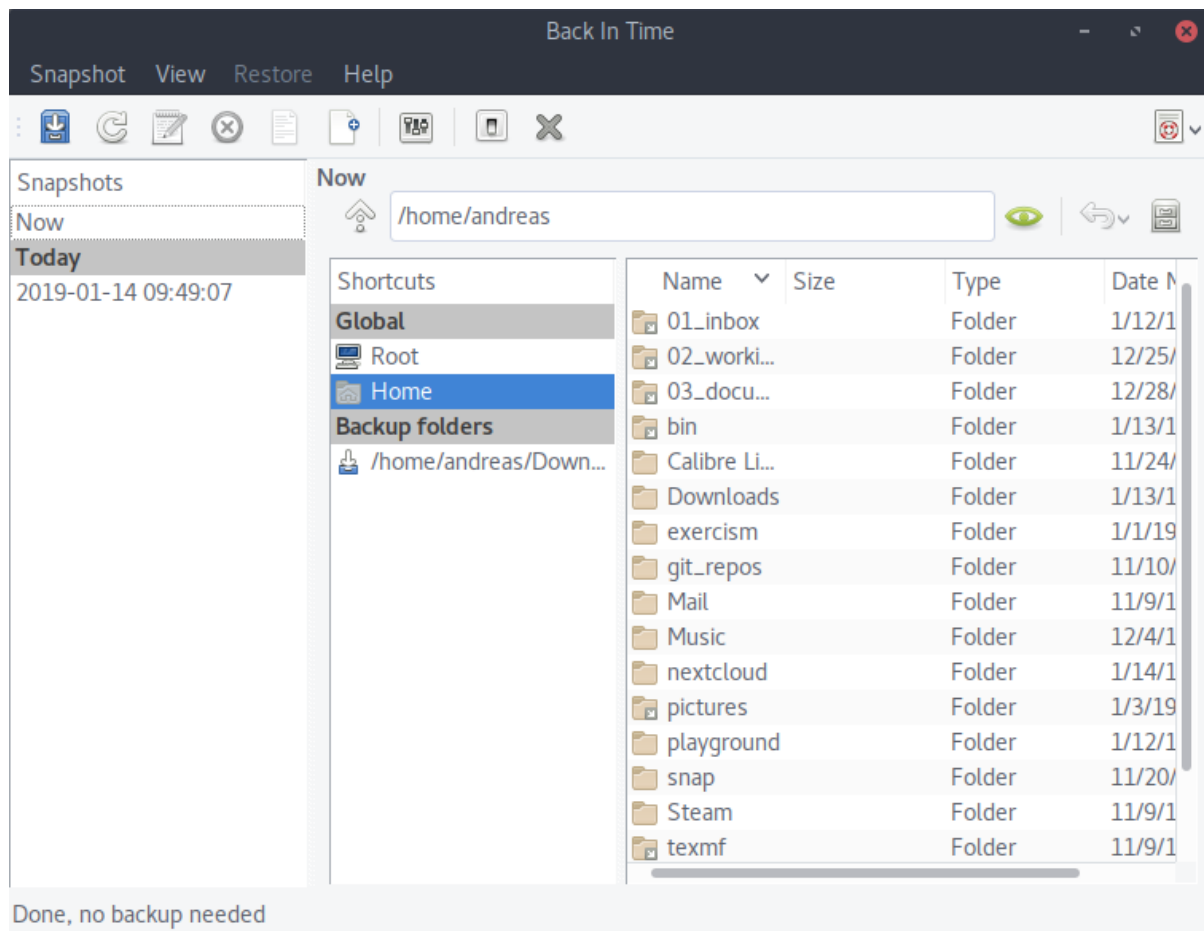 Back In Time
Snapshot View Restore Help
Snapshots
Now
Today
2019-01-14 09:49:07
Now
/home/andreas
Shortcuts
Global
Root
Home
Backup folders
/home/andreas/Down...
Name Size Type Date M
01_inbox Folder 1/12/1
02_worki... Folder 12/25/
03_docu... Folder 12/28/
bin Folder 1/13/1
Calibre Li... Folder 11/24/
Downloads Folder 1/13/1
exercism Folder 1/1/19
git_repos Folder 11/10/
Mail Folder 11/9/1
Music Folder 12/4/1
nextcloud Folder 1/14/1
pictures Folder 1/3/19
playground Folder 1/12/1
snap Folder 11/20/
Steam Folder 11/9/1
texmf Folder 11/9/1
Done, no backup needed